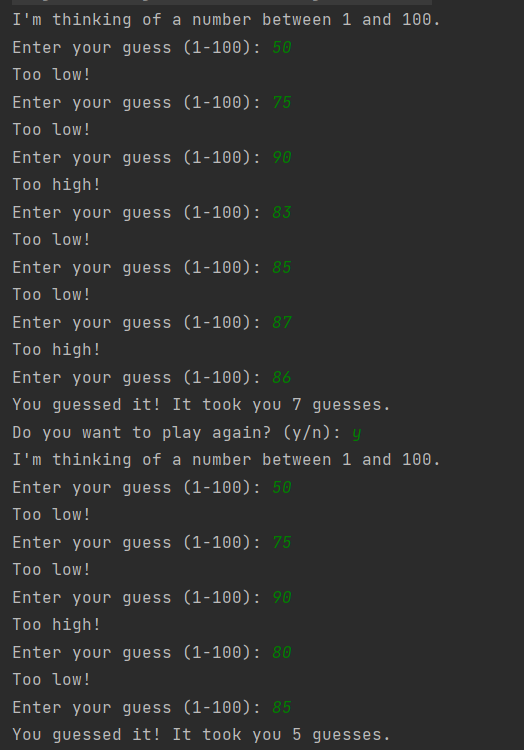 I'm thinking of a number between 1 and 100.
Enter your guess (1-100): 50
Too low!
Enter your guess (1-100): 75
Too low!
Enter your guess (1-100): 90
Too high!
Enter your guess (1-100): 83
Too low!
Enter your guess (1-100): 85
Too low!
Enter your guess (1-100): 87
Too high!
Enter your guess (1-100): 86
You guessed it! It took you 7 guesses.
Do you want to play again? (y/n): y
I'm thinking of a number between 1 and 100.
Enter your guess (1-100): 50
Too low!
Enter your guess (1-100): 75
Too low!
Enter your guess (1-100): 90
Too high!
Enter your guess (1-100): 80
Too low!
Enter your guess (1-100): 85
You guessed it! It took you 5 guesses.